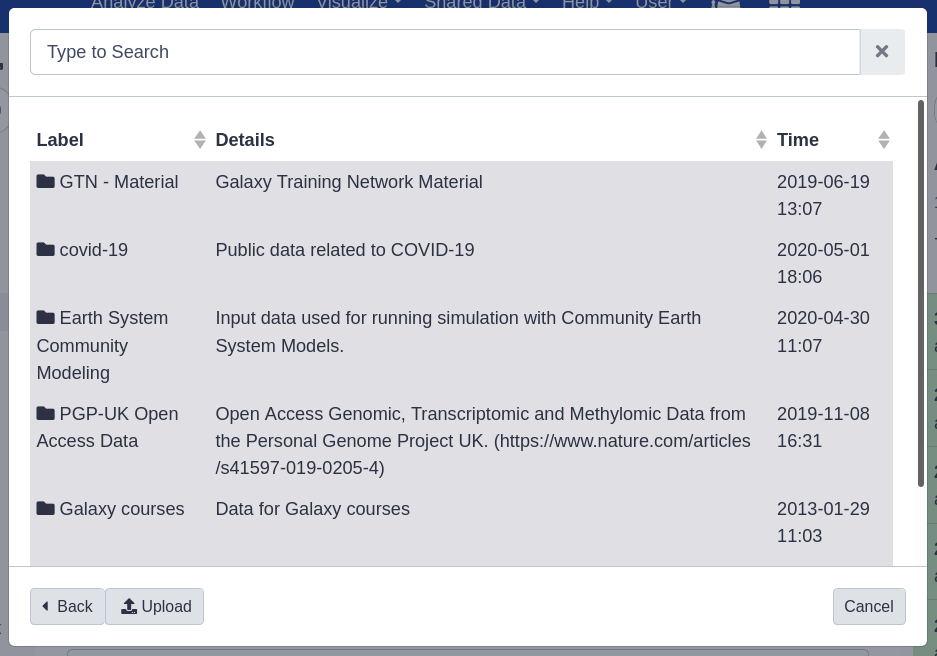 Analyze Data Workflow Visualize Shared Data Help User
Type to Search
Label Details Time
GTN - Material Galaxy Training Network Material 2019-06-19
13:07
covid-19 Public data related to COVID-19 2020-05-01
18:06
Earth System Input data used for running simulation with Community Earth 2020-04-30
Community System Models. 11:07
Modeling
PGP-UK Open Open Access Genomic, Transcriptomic and Methylomic Data from 2019-11-08
Access Data the Personal Genome Project UK. (https://www.nature.com/articles 16:31
/s41597-019-0205-4)
Galaxy courses Data for Galaxy courses 2013-01-29
11:03
Back Upload Cancel